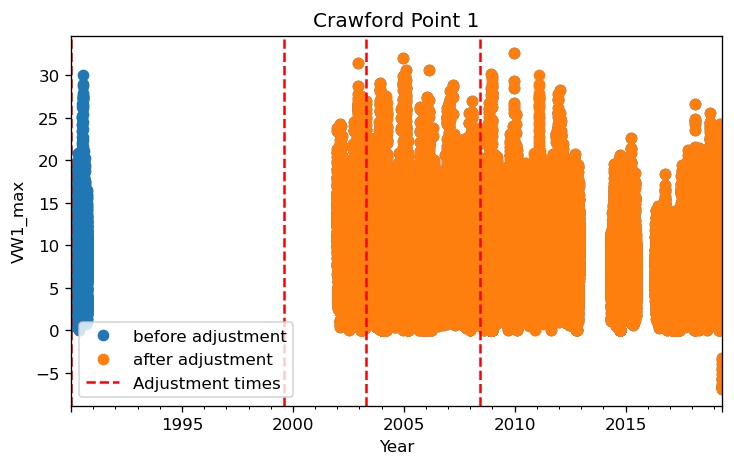 Crawford Point 1
VW1_max
30
25
20
15
10
5
0
−5
before adjustment
after adjustment
Adjustment times
1995
2000
2005
2010
2015
Year